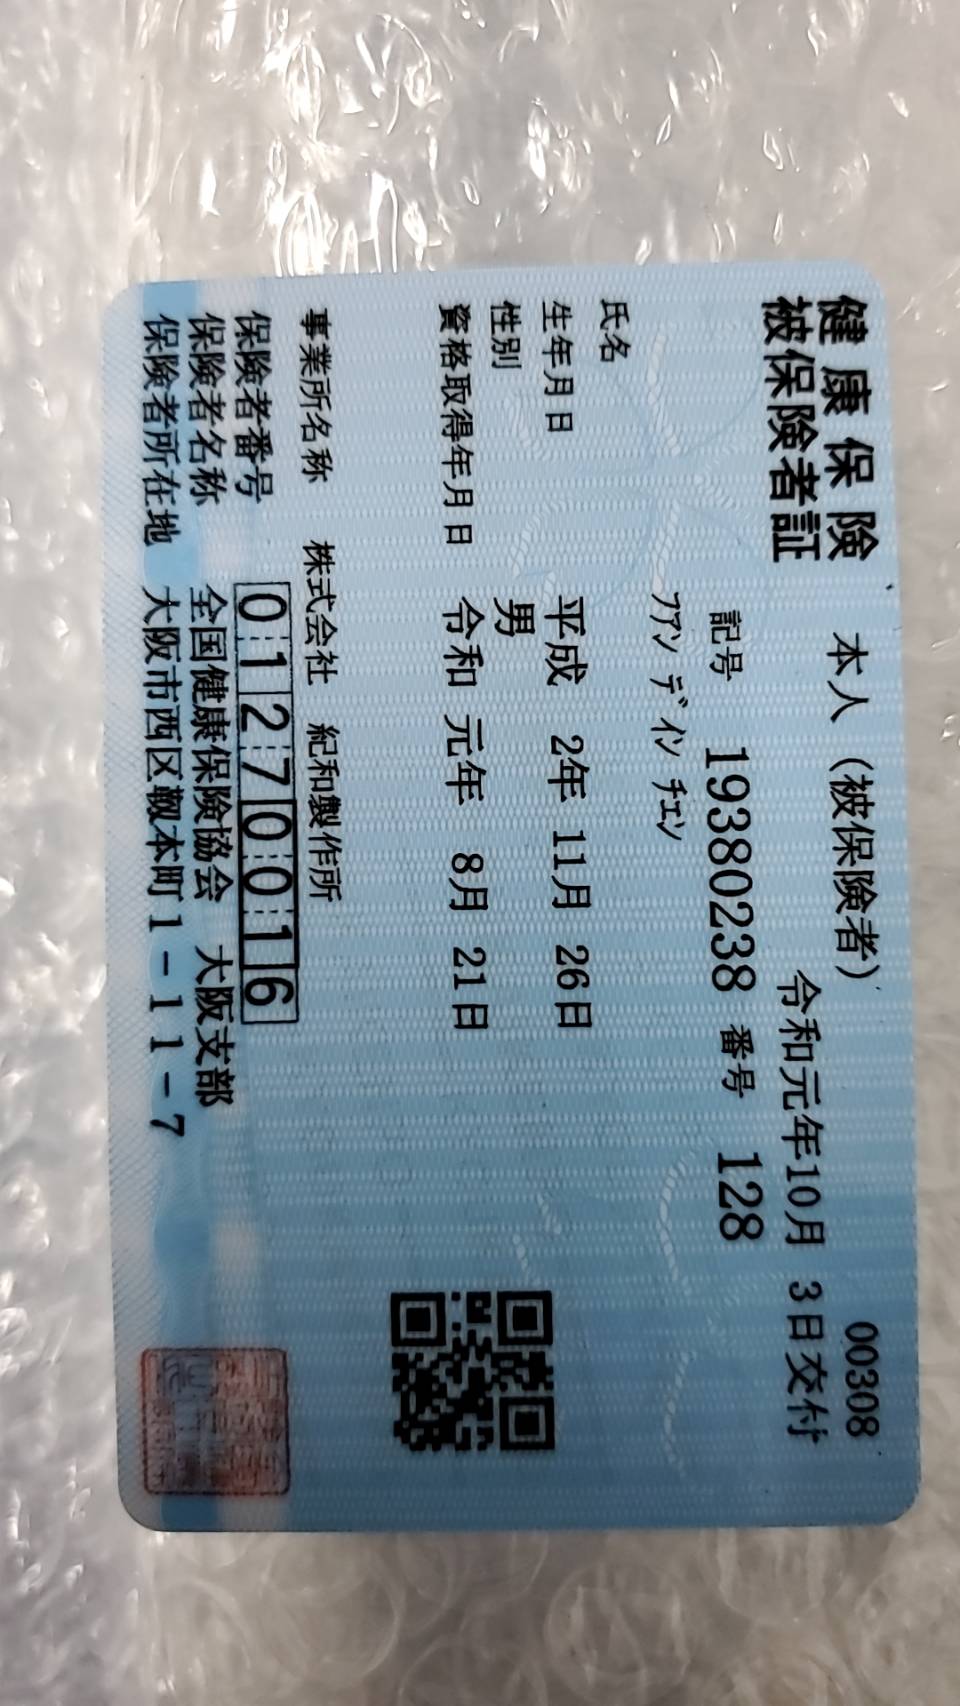 健康保険 本人（被保険者） 00308
被保険者証 令和元年10月 3日交付
記号 19380238 番号 128
ﾌｱﾝ ﾃﾞｲﾝ ﾁｴﾝ
氏名
生年月日 平成 2年 11月 26日
性別 男
資格取得年月日 令和 元年 8月 21日
事業所名称 株式会社 紀和製作所
保険者番号 01270016
保険者名称 全国健康保険協会 大阪支部
保険者所在地 大阪市西区靱本町1-11-7